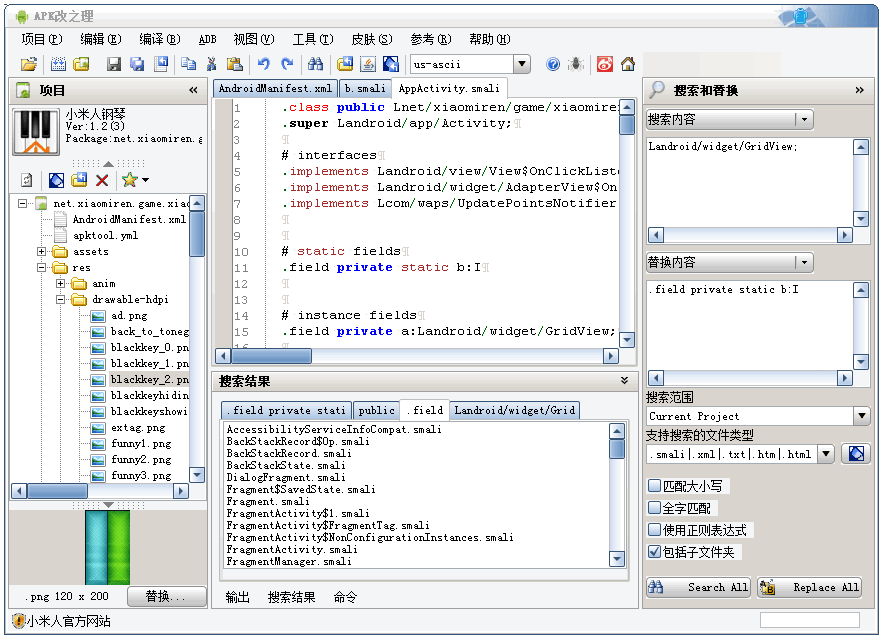 APK改之理
项目(P) 编辑(E) 编译(B) ADB 视图(V) 工具(T) 皮肤(S) 参考(R) 帮助(H)
us-ascii
项目
小米人钢琴
Ver:1.2(3)
Package:net.xiaomiren.g
net.xiaomiren.game.xiao
AndroidManifest.xml
apktool.yml
assets
res
anim
drawable-hdpi
ad.png
back_to_toneg
blackkey_0.pn
blackkey_1.pn
blackkey_2.pn
blackkeyhidin
blackkeyshowi
extag.png
funny1.png
funny2.png
funny3.png
.png 120 x 200
替换...
AndroidManifest.xml b.smali AppActivity.smali
1 .class public Lnet/xiaomiren/game/xiaomire
2 .super Landroid/app/Activity;¶
3 ¶
4 # interfaces¶
5 .implements Landroid/view/View$OnClickListe
6 .implements Landroid/widget/AdapterView$On
7 .implements Lcom/waps/UpdatePointsNotifier
8 ¶
9 ¶
10 # static fields¶
11 .field private static b:I¶
12 ¶
13 ¶
14 # instance fields¶
15 .field private a:Landroid/widget/GridView;
16 ¶
搜索结果
.field private stati public .field Landroid/widget/Grid
AccessibilityServiceInfoCompat.smali
BackStackRecord$Op.smali
BackStackRecord.smali
BackStackState.smali
DialogFragment.smali
Fragment$SavedState.smali
Fragment.smali
FragmentActivity$1.smali
FragmentActivity$FragmentTag.smali
FragmentActivity$NonConfigurationInstances.smali
FragmentActivity.smali
FragmentManager.smali
输出 搜索结果 命令
搜索和替换
搜索内容
Landroid/widget/GridView;
替换内容
.field private static b:I
搜索范围
Current Project
支持搜索的文件类型
.smali|.xml|.txt|.htm|.html
匹配大小写
全字匹配
使用正则表达式
包括子文件夹
Search All Replace All
小米人官方网站